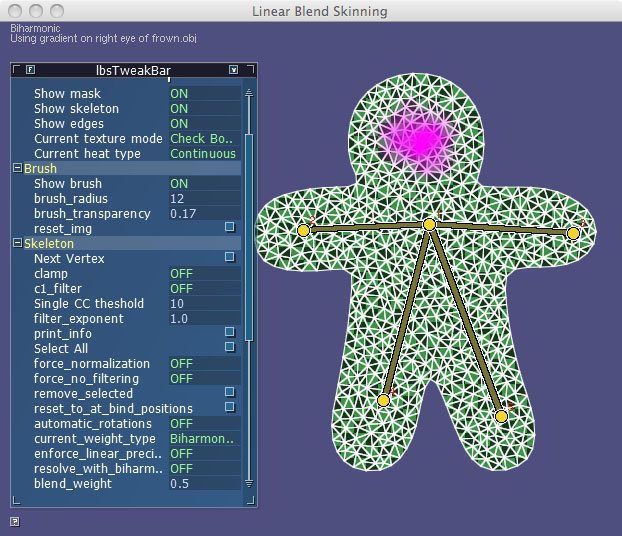 Linear Blend Skinning
Biharmonic
Using gradient on right eye of frown.obj
lbsTweakBar
Show mask ON
Show skeleton ON
Show edges ON
Current texture mode Check Bo..
Current heat type Continuous
Brush
Show brush ON
brush_radius 12
brush_transparency 0.17
reset_img
Skeleton
Next Vertex
clamp OFF
c1_filter OFF
Single CC theshold 10
filter_exponent 1.0
print_info
Select All
force_normalization OFF
force_no_filtering OFF
remove_selected
reset_to_at_bind_positions
automatic_rotations OFF
current_weight_type Biharmon..
enforce_linear_preci.. OFF
resolve_with_biharm.. OFF
blend_weight 0.5
?